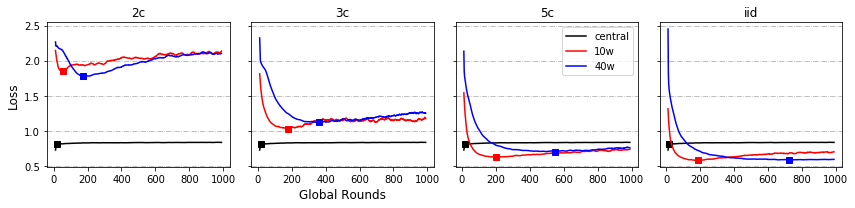 2c 3c 5c iid
Loss
2.5
2.0
1.5
1.0
0.5
central
10w
40w
0 200 400 600 800 1000 0 200 400 600 800 1000 0 200 400 600 800 1000 0 200 400 600 800 1000
Global Rounds